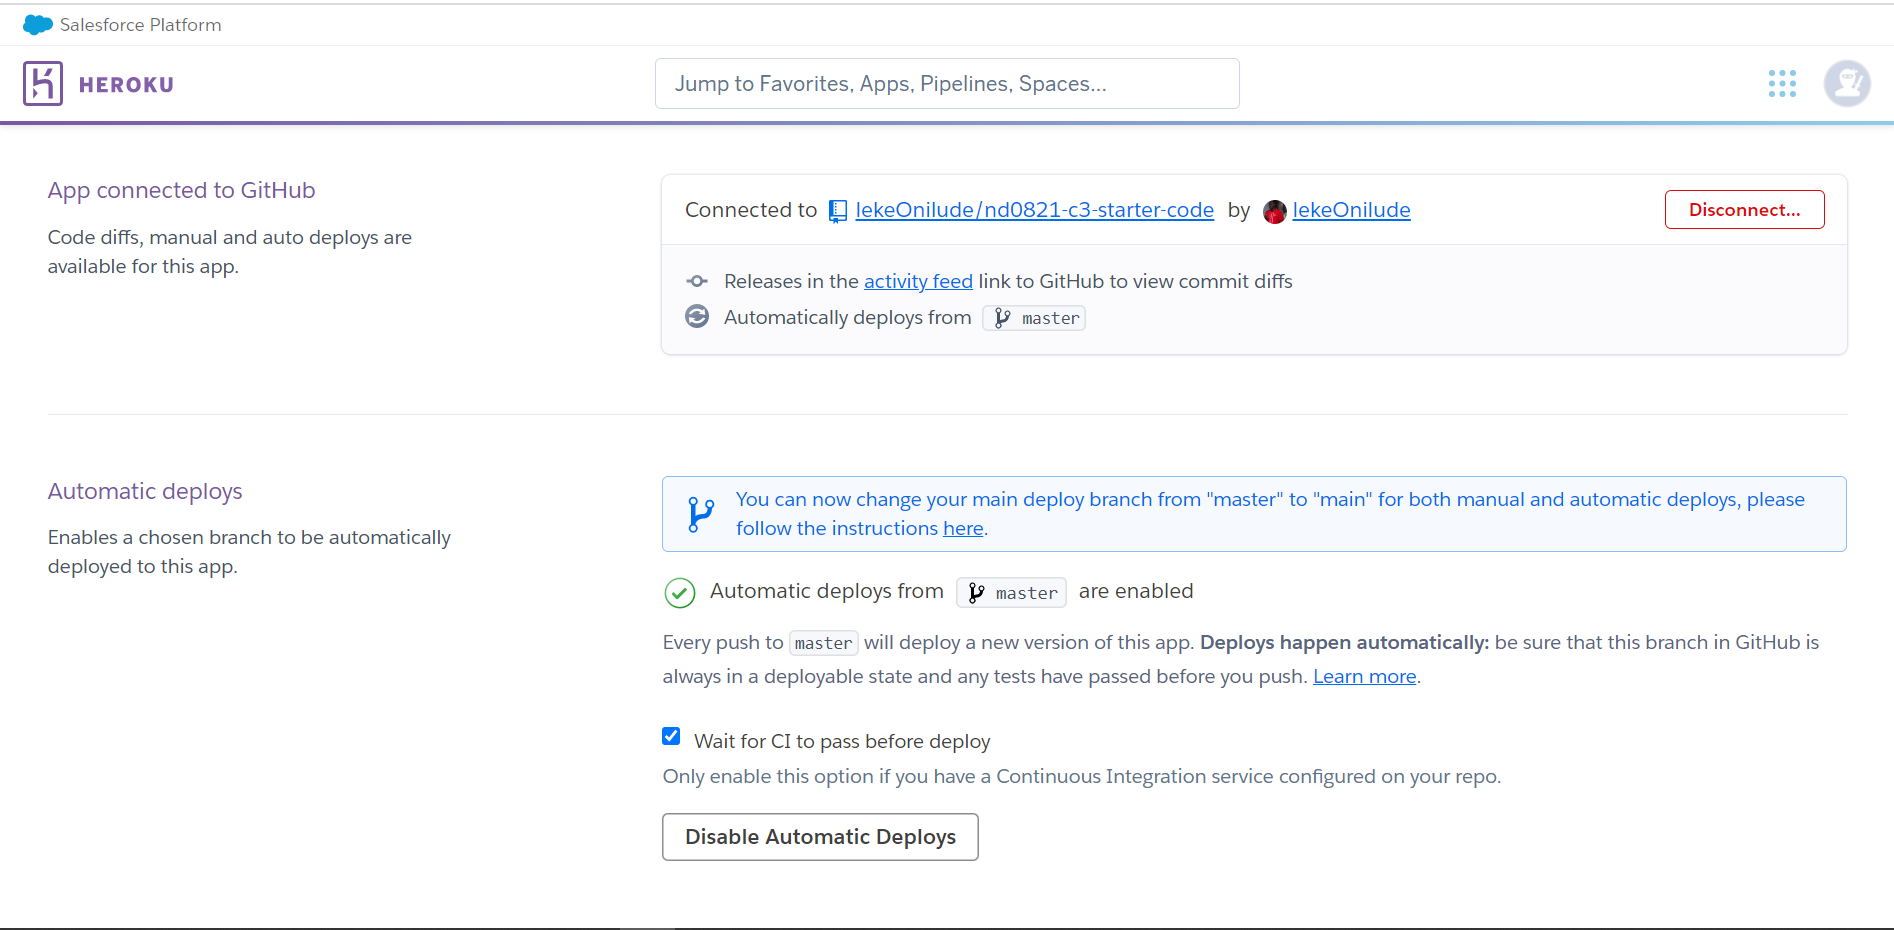 Salesforce Platform
HEROKU
Jump to Favorites, Apps, Pipelines, Spaces...
App connected to GitHub
Code diffs, manual and auto deploys are
available for this app.
Connected to lekeOnilude/nd0821-c3-starter-code by lekeOnilude
Disconnect...
Releases in the activity feed link to GitHub to view commit diffs
Automatically deploys from master
Automatic deploys
Enables a chosen branch to be automatically
deployed to this app.
You can now change your main deploy branch from "master" to "main" for both manual and automatic deploys, please
follow the instructions here.
Automatic deploys from master are enabled
Every push to master will deploy a new version of this app. Deploys happen automatically: be sure that this branch in GitHub is
always in a deployable state and any tests have passed before you push. Learn more.
Wait for CI to pass before deploy
Only enable this option if you have a Continuous Integration service configured on your repo.
Disable Automatic Deploys